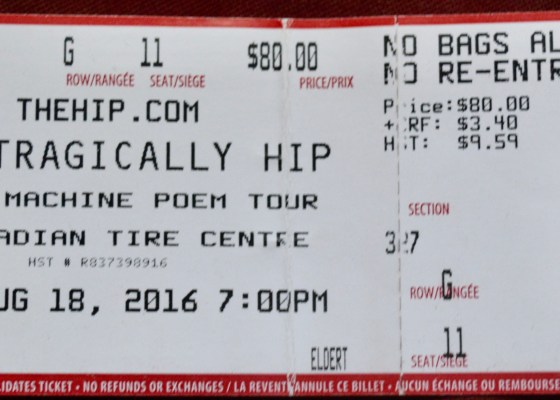 G 11 $80.00
ROW/RANGÉE SEAT/SIÈGE PRICE/PRIX
THEHIP.COM
TRAGICALLY HIP
MACHINE POEM TOUR
ADIAN TIRE CENTRE
HST # R837398916
UG 18, 2016 7:00PM
ELDERT
LIDATES TICKET • NO REFUNDS OR EXCHANGES / LA REVENT ANNULE CE BILLET • AUCUN ÉCHANGE OU REMBOURSE
NO BAGS AL
NO RE-ENTR
Price:$80.00
+ RF: $3.40
HST: $9.59
SECTION
327
G
ROW/RANGÉE
11
SEAT/SIÈGE